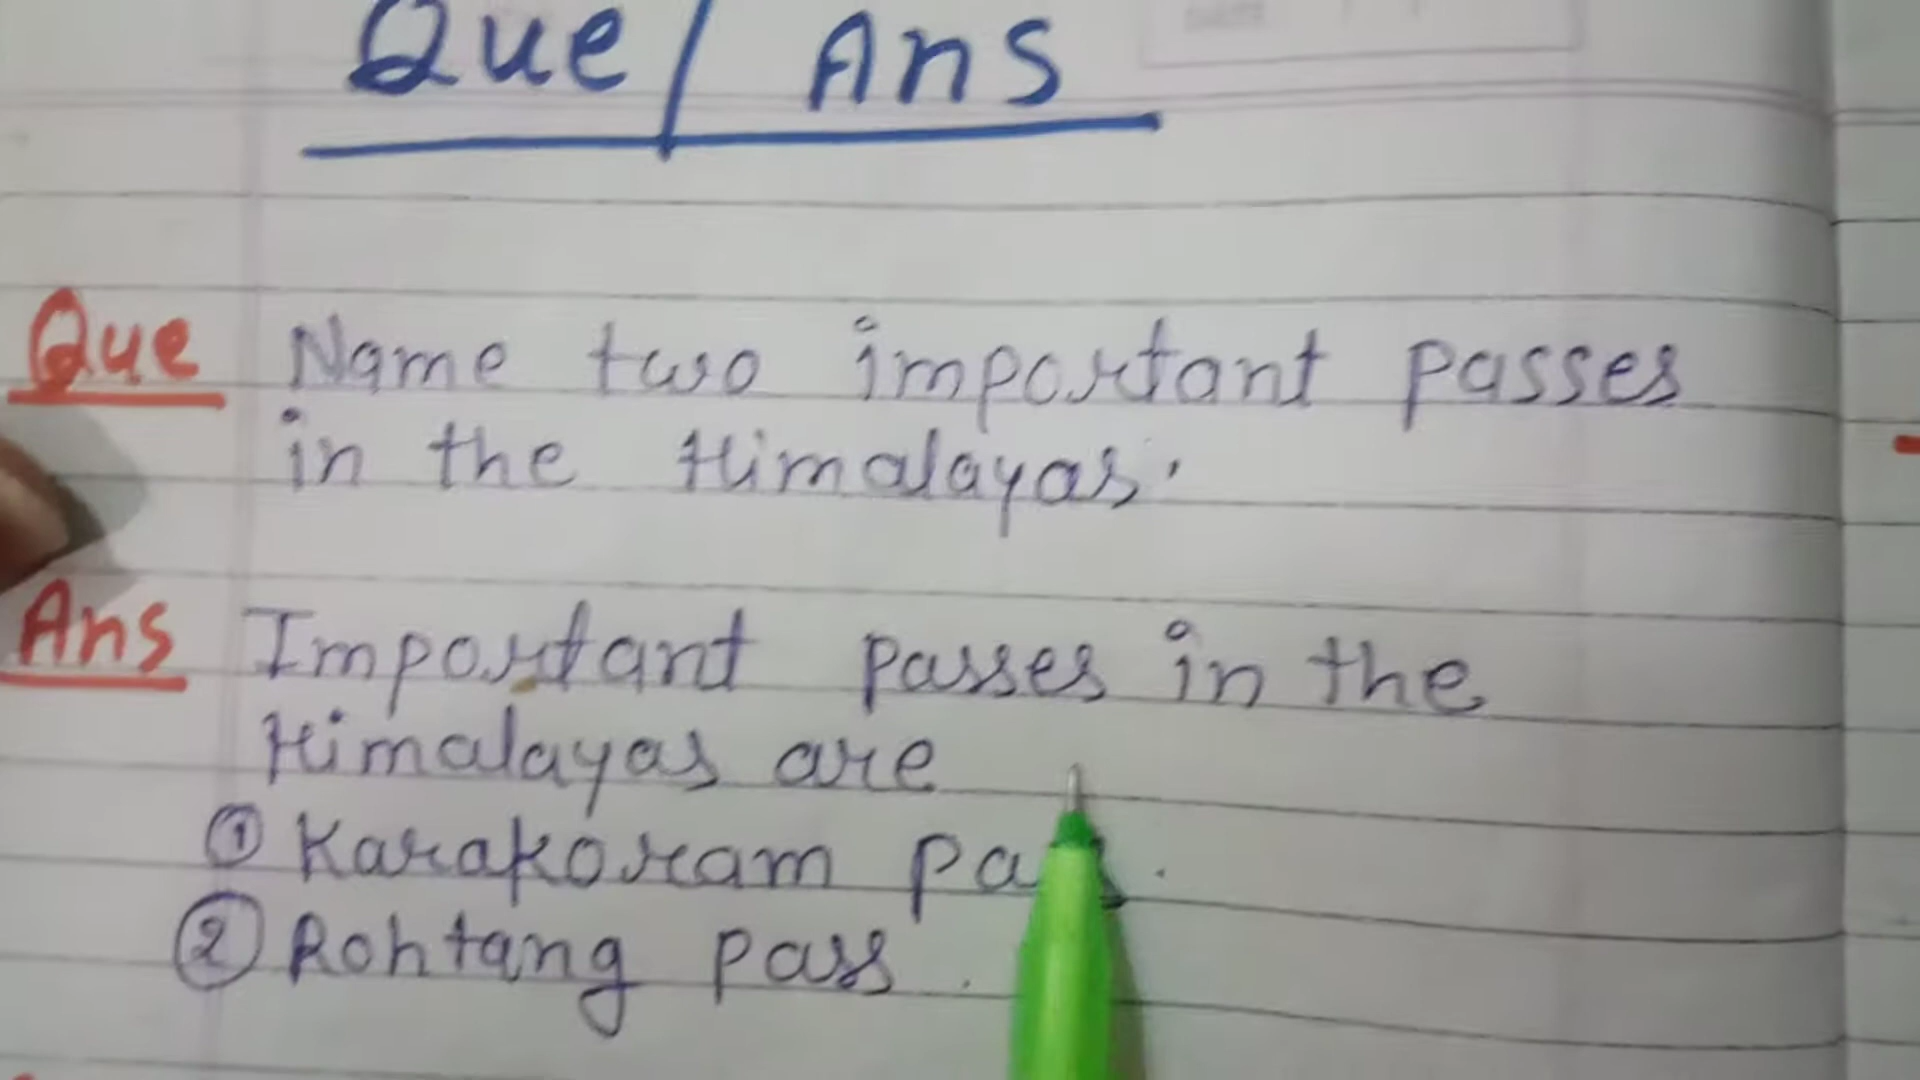 Que/ Ans
Que Name two important passes
in the Himalayas.
Ans Important passes in the
Himalayas are
① Karakoram pass.
② Rohtang pass.